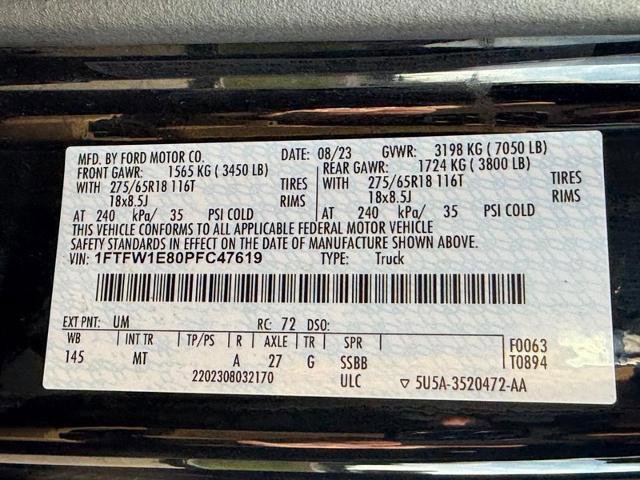 MFD. BY FORD MOTOR CO. DATE: 08/23 GVWR: 3198 KG ( 7050 LB)
FRONT GAWR: 1565 KG ( 3450 LB) REAR GAWR: 1724 KG ( 3800 LB)
WITH 275/65R18 116T TIRES WITH 275/65R18 116T TIRES
18x8.5J RIMS 18x8.5J RIMS
AT 240 kPa/ 35 PSI COLD AT 240 kPa/ 35 PSI COLD
THIS VEHICLE CONFORMS TO ALL APPLICABLE FEDERAL MOTOR VEHICLE
SAFETY STANDARDS IN EFFECT ON THE DATE OF MANUFACTURE SHOWN ABOVE.
VIN: 1FTFW1E80PFC47619 TYPE: Truck
EXT PNT: UM RC: 72 DSO:
WB INT TR TP/PS R AXLE TR SPR F0063
145 MT A 27 G SSBB T0894
2202308032170 ULC ▽ 5U5A-3520472-AA